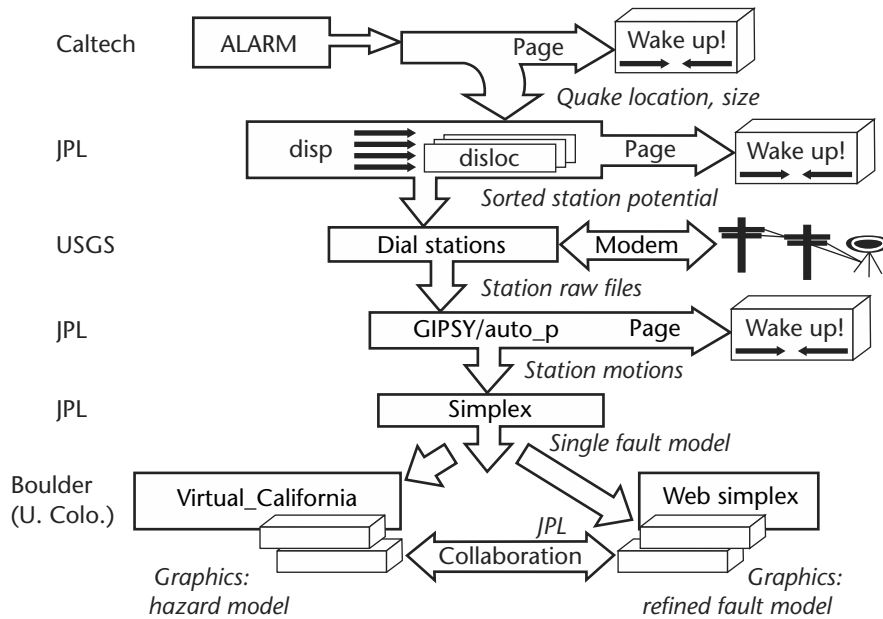 Caltech
ALARM
Page
Wake up!
Quake location, size
JPL
disp
disloc
Page
Wake up!
Sorted station potential
USGS
Dial stations
Modem
Station raw files
JPL
GIPSY/auto_p
Page
Wake up!
Station motions
JPL
Simplex
Single fault model
Boulder
(U. Colo.)
Virtual_California
Web simplex
JPL
Collaboration
Graphics:
hazard model
Graphics:
refined fault model